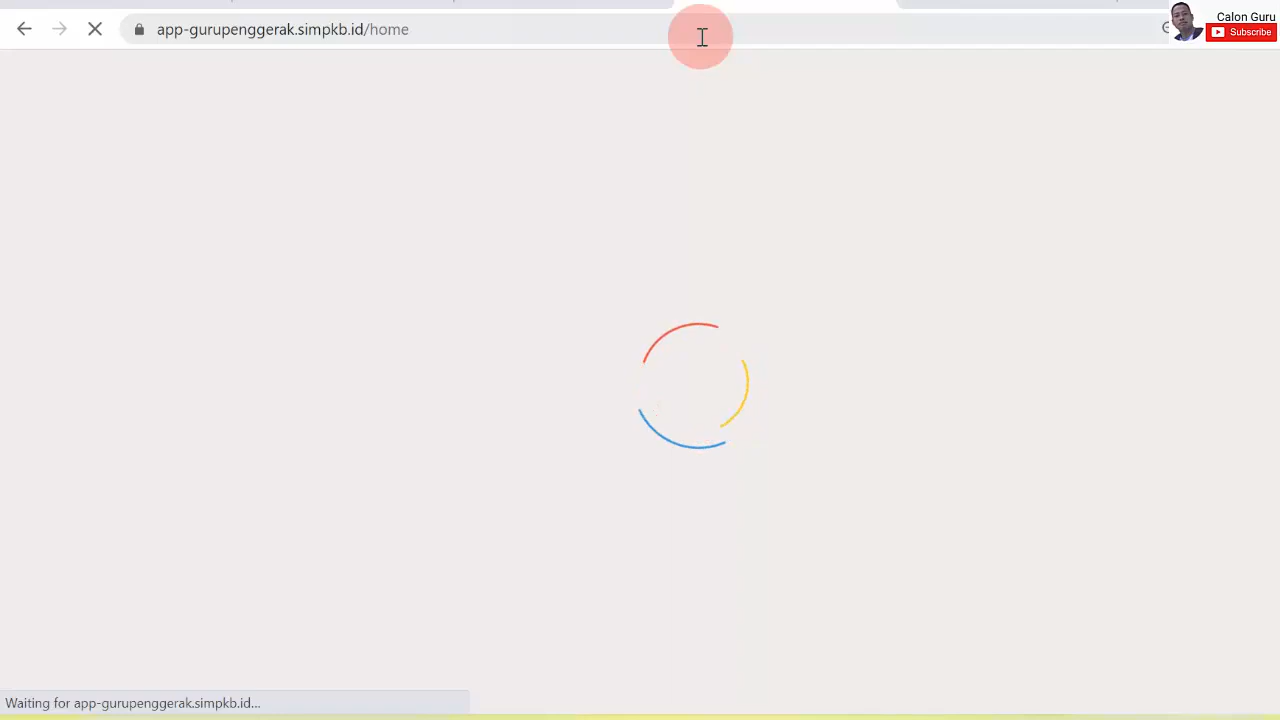 app-gurupenggerak.simpkb.id/home
Calon Guru
Subscribe
Waiting for app-gurupenggerak.simpkb.id...